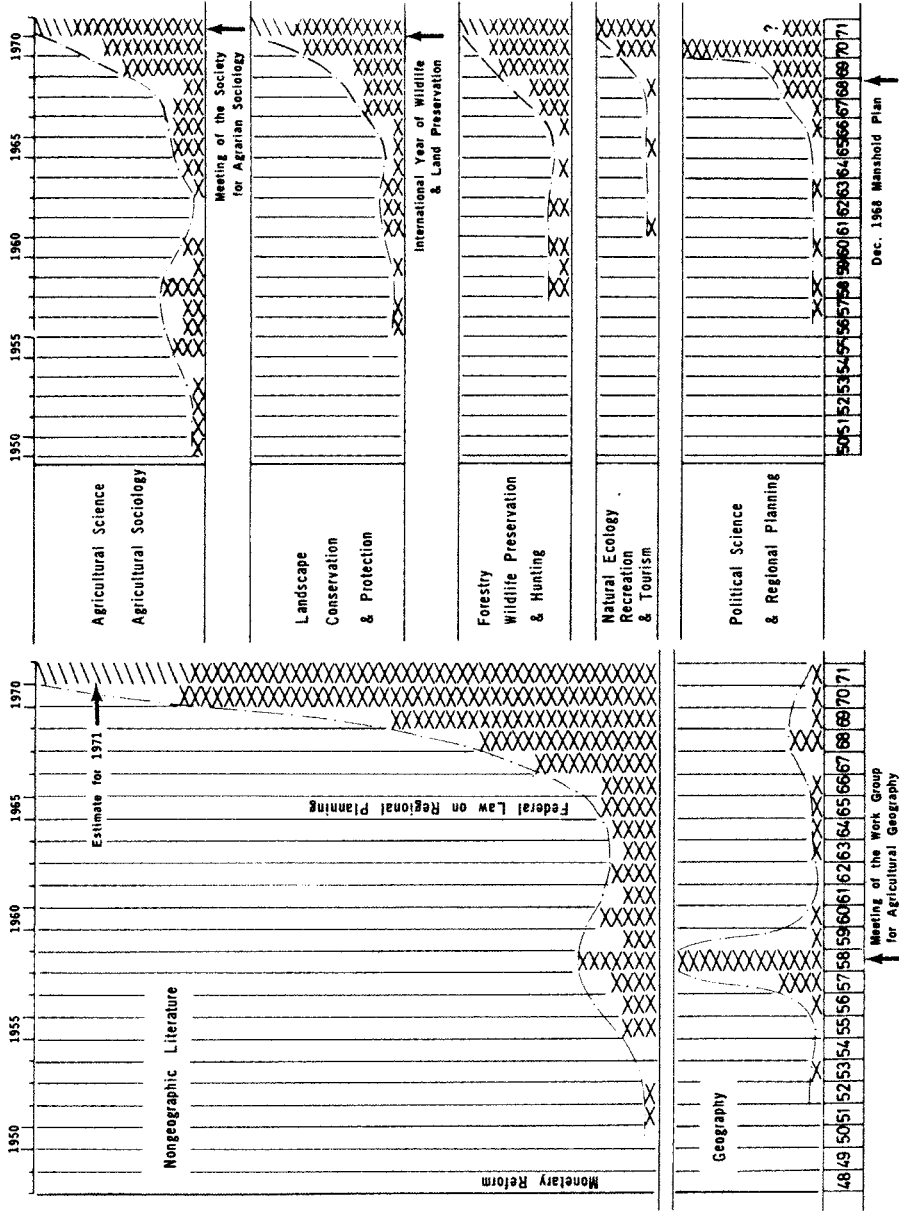 1950 1955 1960 1965 1970
Estimate for 1971
Nongeographic Literature
Monetary Reform
Federal Law on Regional Planning
Geography
48 49 50 51 52 53 54 55 56 57 58 59 60 61 62 63 64 65 66 67 68 69 70 71
Meeting of the Work Group
for Agricultural Geography
1950 1955 1960 1965 1970
Agricultural Science
Agricultural Sociology
Meeting of the Society
for Agrarian Sociology
Landscape
Conservation
& Protection
International Year of Wildlife
& Land Preservation
Forestry
Wildlife Preservation
& Hunting
Natural Ecology
Recreation
& Tourism
Political Science
& Regional Planning
?
50 51 52 53 54 55 56 57 58 59 60 61 62 63 64 65 66 67 68 69 70 71
Dec. 1968 Manshold Plan